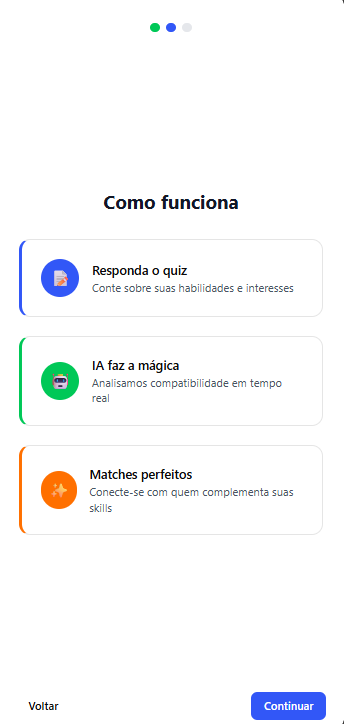 Como funciona
Responda o quiz
Conte sobre suas habilidades e interesses
IA faz a mágica
Analisamos compatibilidade em tempo
real
Matches perfeitos
Conecte-se com quem complementa suas
skills
Voltar
Continuar